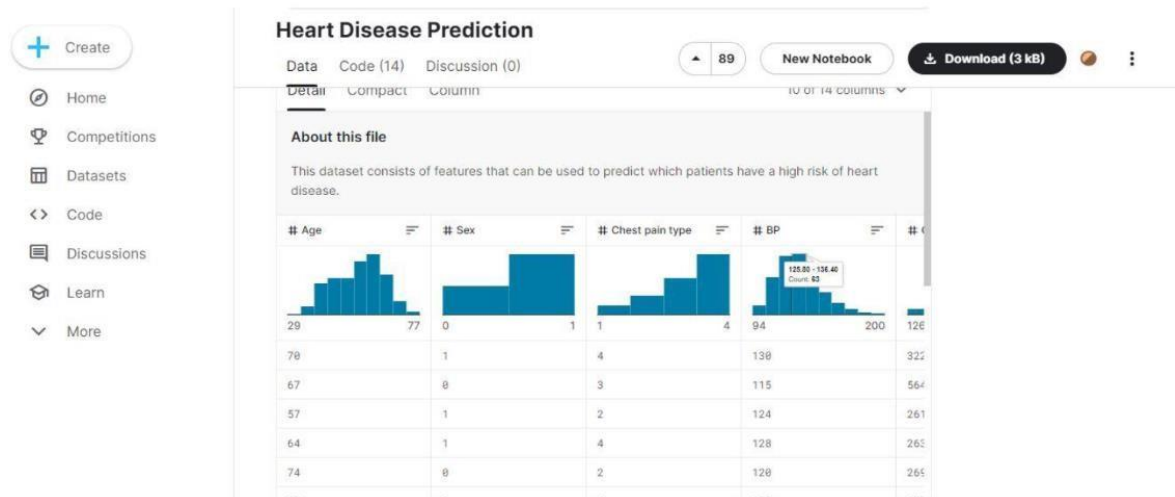 Heart Disease Prediction
Create
Data Code (14) Discussion (0)
89
New Notebook
Download (3 kB)
Home
Competitions
Datasets
Code
Discussions
Learn
More
Detail Compact Column
10 of 14 columns
About this file
This dataset consists of features that can be used to predict which patients have a high risk of heart
disease.
# Age # Sex # Chest pain type # BP #
125.80 - 136.40
Count: 63
29 77 0 1 1 4 94 200 126
70 1 4 130 322
67 0 3 115 564
57 1 2 124 261
64 1 4 128 263
74 0 2 120 269